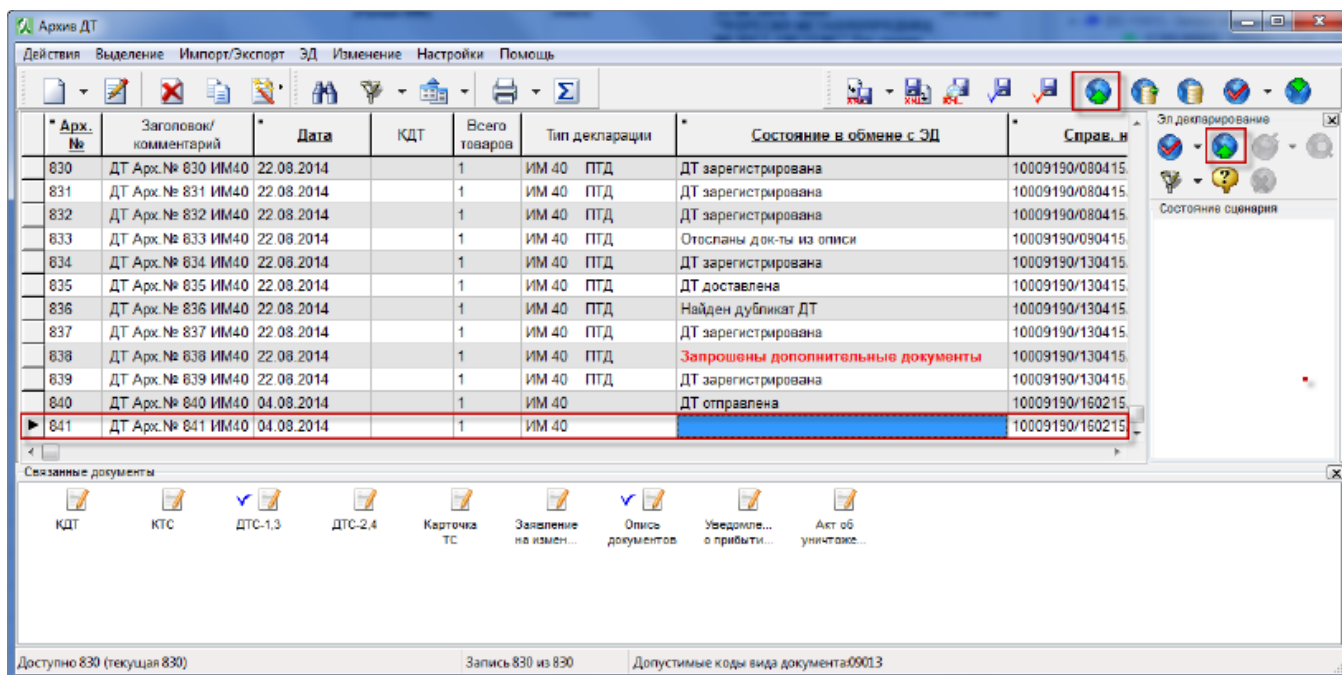 Архив ДТ
Действия Выделение Импорт/Экспорт ЭД Изменение Настройки Помощь
* Арх. № Заголовок/ комментарий * Дата КДТ Всего товаров Тип декларации * Состояние в обмене с ЭД * Справ. н
830 ДТ Арх.№ 830 ИМ40 22.08.2014 1 ИМ 40 ПТД ДТ зарегистрирована 10009190/080415.
831 ДТ Арх.№ 831 ИМ40 22.08.2014 1 ИМ 40 ПТД ДТ зарегистрирована 10009190/080415.
832 ДТ Арх.№ 832 ИМ40 22.08.2014 1 ИМ 40 ПТД ДТ зарегистрирована 10009190/080415.
833 ДТ Арх.№ 833 ИМ40 22.08.2014 1 ИМ 40 ПТД Отосланы док-ты из описи 10009190/090415.
834 ДТ Арх.№ 834 ИМ40 22.08.2014 1 ИМ 40 ПТД ДТ зарегистрирована 10009190/130415.
835 ДТ Арх.№ 835 ИМ40 22.08.2014 1 ИМ 40 ПТД ДТ доставлена 10009190/130415.
836 ДТ Арх.№ 836 ИМ40 22.08.2014 1 ИМ 40 ПТД Найден дубликат ДТ 10009190/130415.
837 ДТ Арх.№ 837 ИМ40 22.08.2014 1 ИМ 40 ПТД ДТ зарегистрирована 10009190/130415.
838 ДТ Арх.№ 838 ИМ40 22.08.2014 1 ИМ 40 ПТД Запрошены дополнительные документы 10009190/130415.
839 ДТ Арх.№ 839 ИМ40 22.08.2014 1 ИМ 40 ПТД ДТ зарегистрирована 10009190/130415.
840 ДТ Арх.№ 840 ИМ40 04.08.2014 1 ИМ 40 ДТ отправлена 10009190/160215.
841 ДТ Арх.№ 841 ИМ40 04.08.2014 1 ИМ 40 10009190/160215.
Эл.декларирование
Состояние сценария
Связанные документы
КДТ КТС ДТС-1,3 ДТС-2,4 Карточка ТС Заявление на измен... Опись документов Уведомле... о прибыти... Акт об уничтоже...
Доступно 830 (текущая 830) Запись 830 из 830 Допустимые коды вида документа:09013